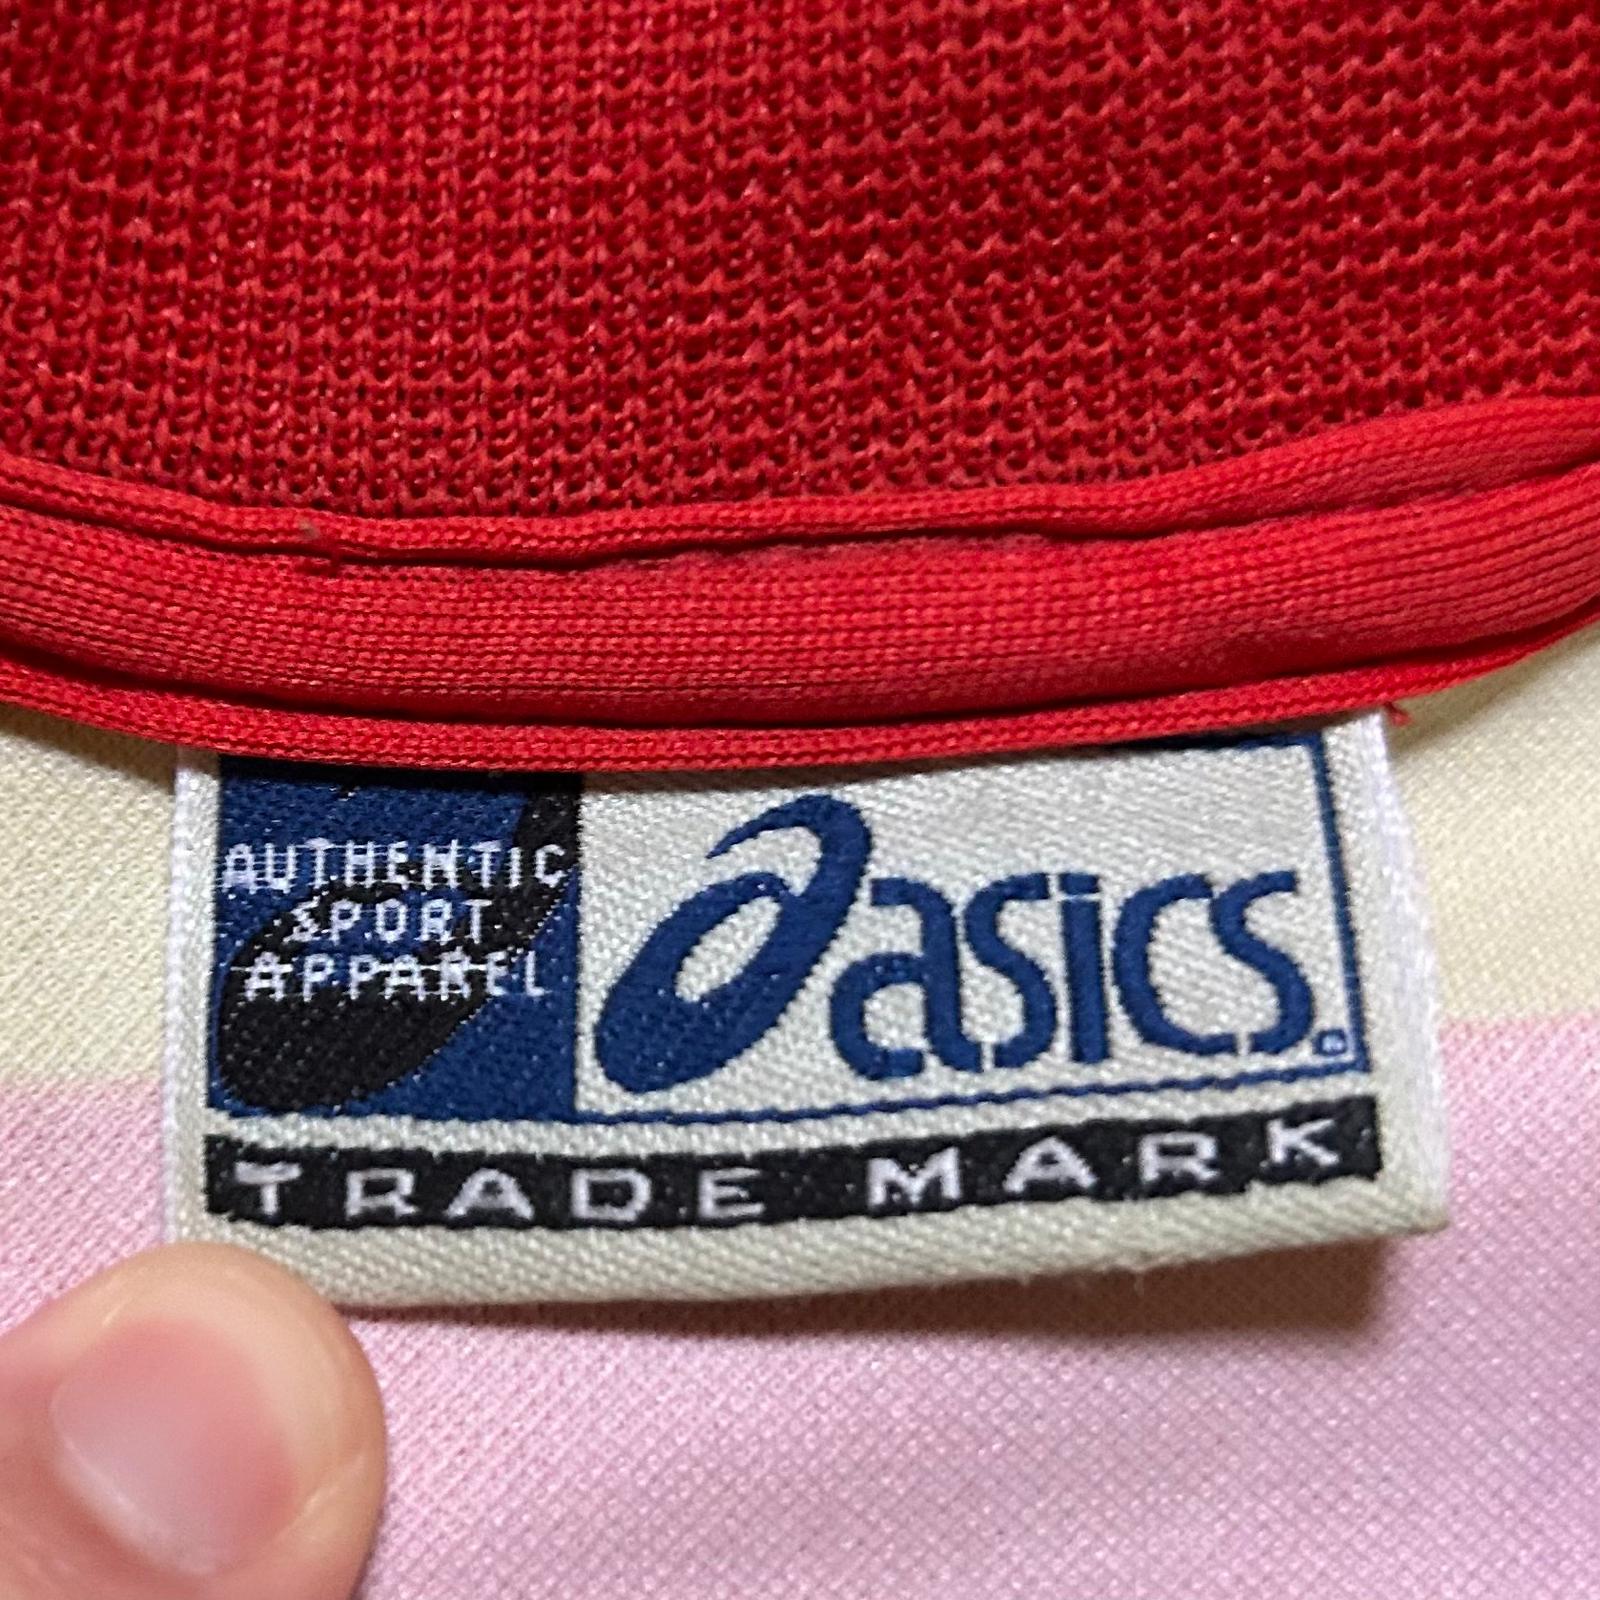 AUTHENTIC
SPORT
APPAREL
asics®
TRADE MARK